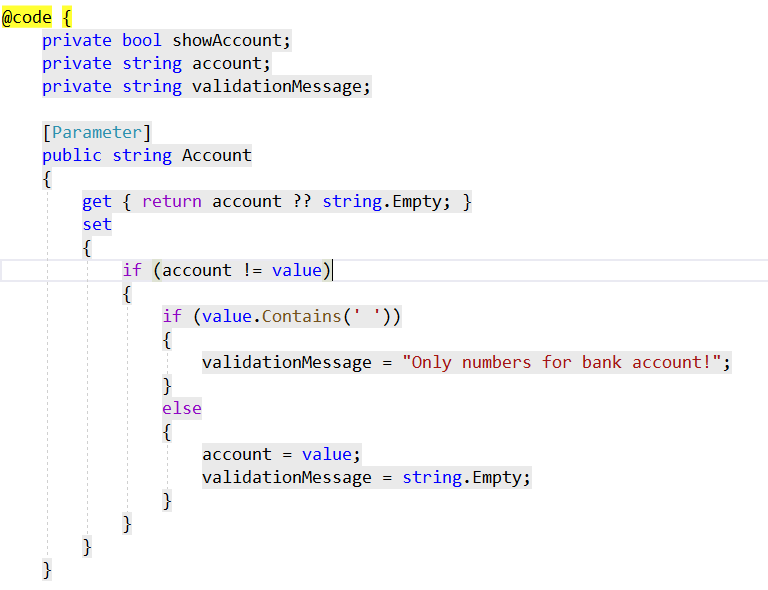 @code {
    private bool showAccount;
    private string account;
    private string validationMessage;

    [Parameter]
    public string Account
    {
        get { return account ?? string.Empty; }
        set
        {
            if (account != value)
            {
                if (value.Contains(' '))
                {
                    validationMessage = "Only numbers for bank account!";
                }
                else
                {
                    account = value;
                    validationMessage = string.Empty;
                }
            }
        }
    }